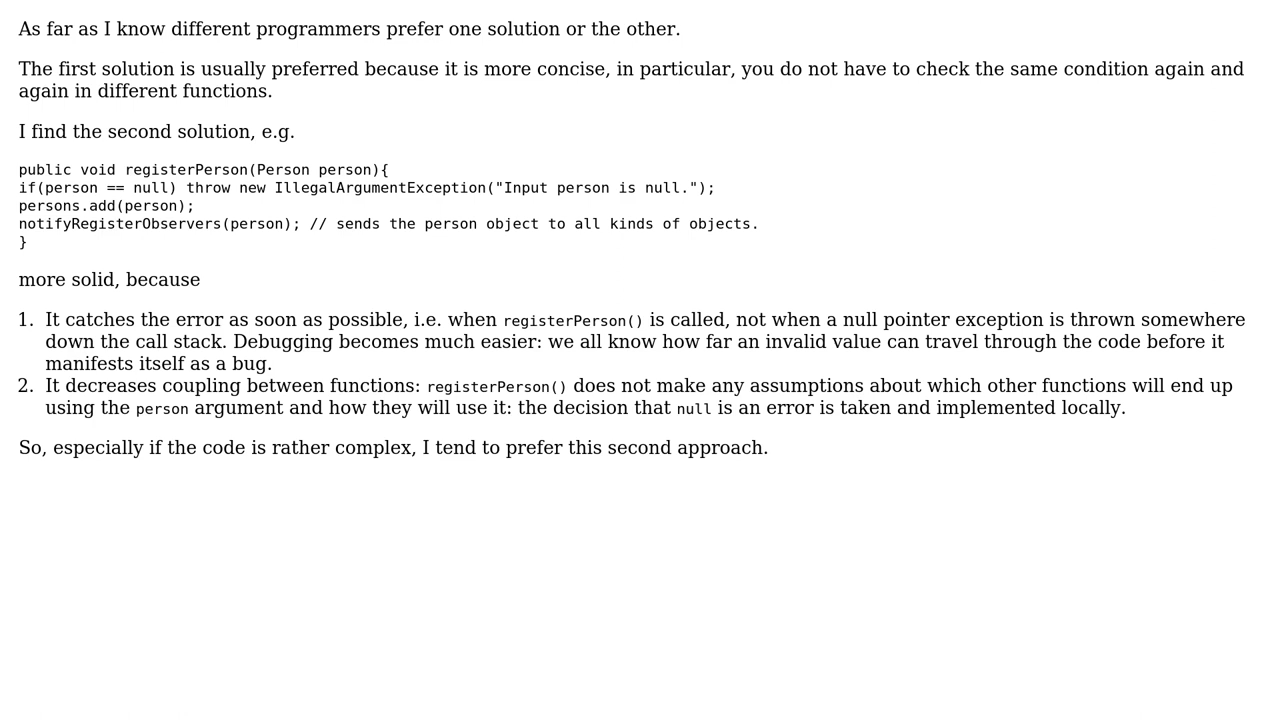 As far as I know different programmers prefer one solution or the other.
The first solution is usually preferred because it is more concise, in particular, you do not have to check the same condition again and
again in different functions.
I find the second solution, e.g.
public void registerPerson(Person person){
if(person == null) throw new IllegalArgumentException("Input person is null.");
persons.add(person);
notifyRegisterObservers(person); // sends the person object to all kinds of objects.
}
more solid, because
1. It catches the error as soon as possible, i.e. when registerPerson() is called, not when a null pointer exception is thrown somewhere
down the call stack. Debugging becomes much easier: we all know how far an invalid value can travel through the code before it
manifests itself as a bug.
2. It decreases coupling between functions: registerPerson() does not make any assumptions about which other functions will end up
using the person argument and how they will use it: the decision that null is an error is taken and implemented locally.
So, especially if the code is rather complex, I tend to prefer this second approach.